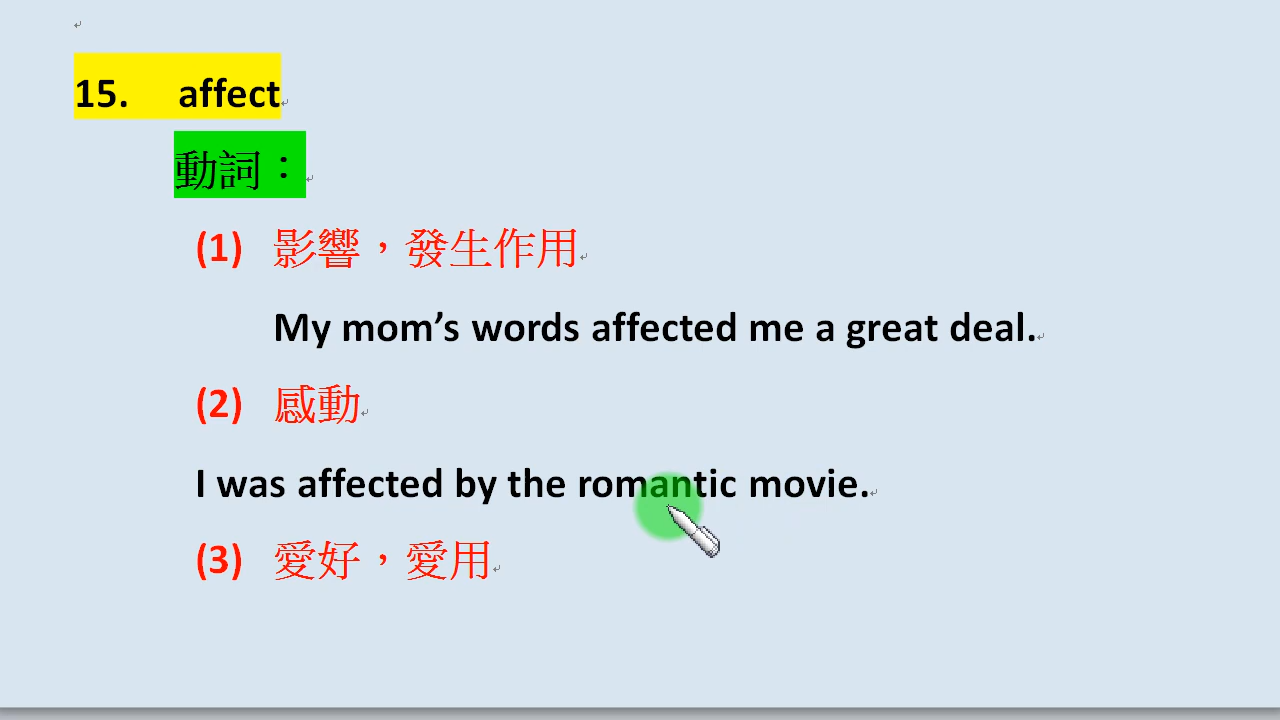 15. affect
動詞：
(1) 影響，發生作用
My mom’s words affected me a great deal.
(2) 感動
I was affected by the romantic movie.
(3) 愛好，愛用